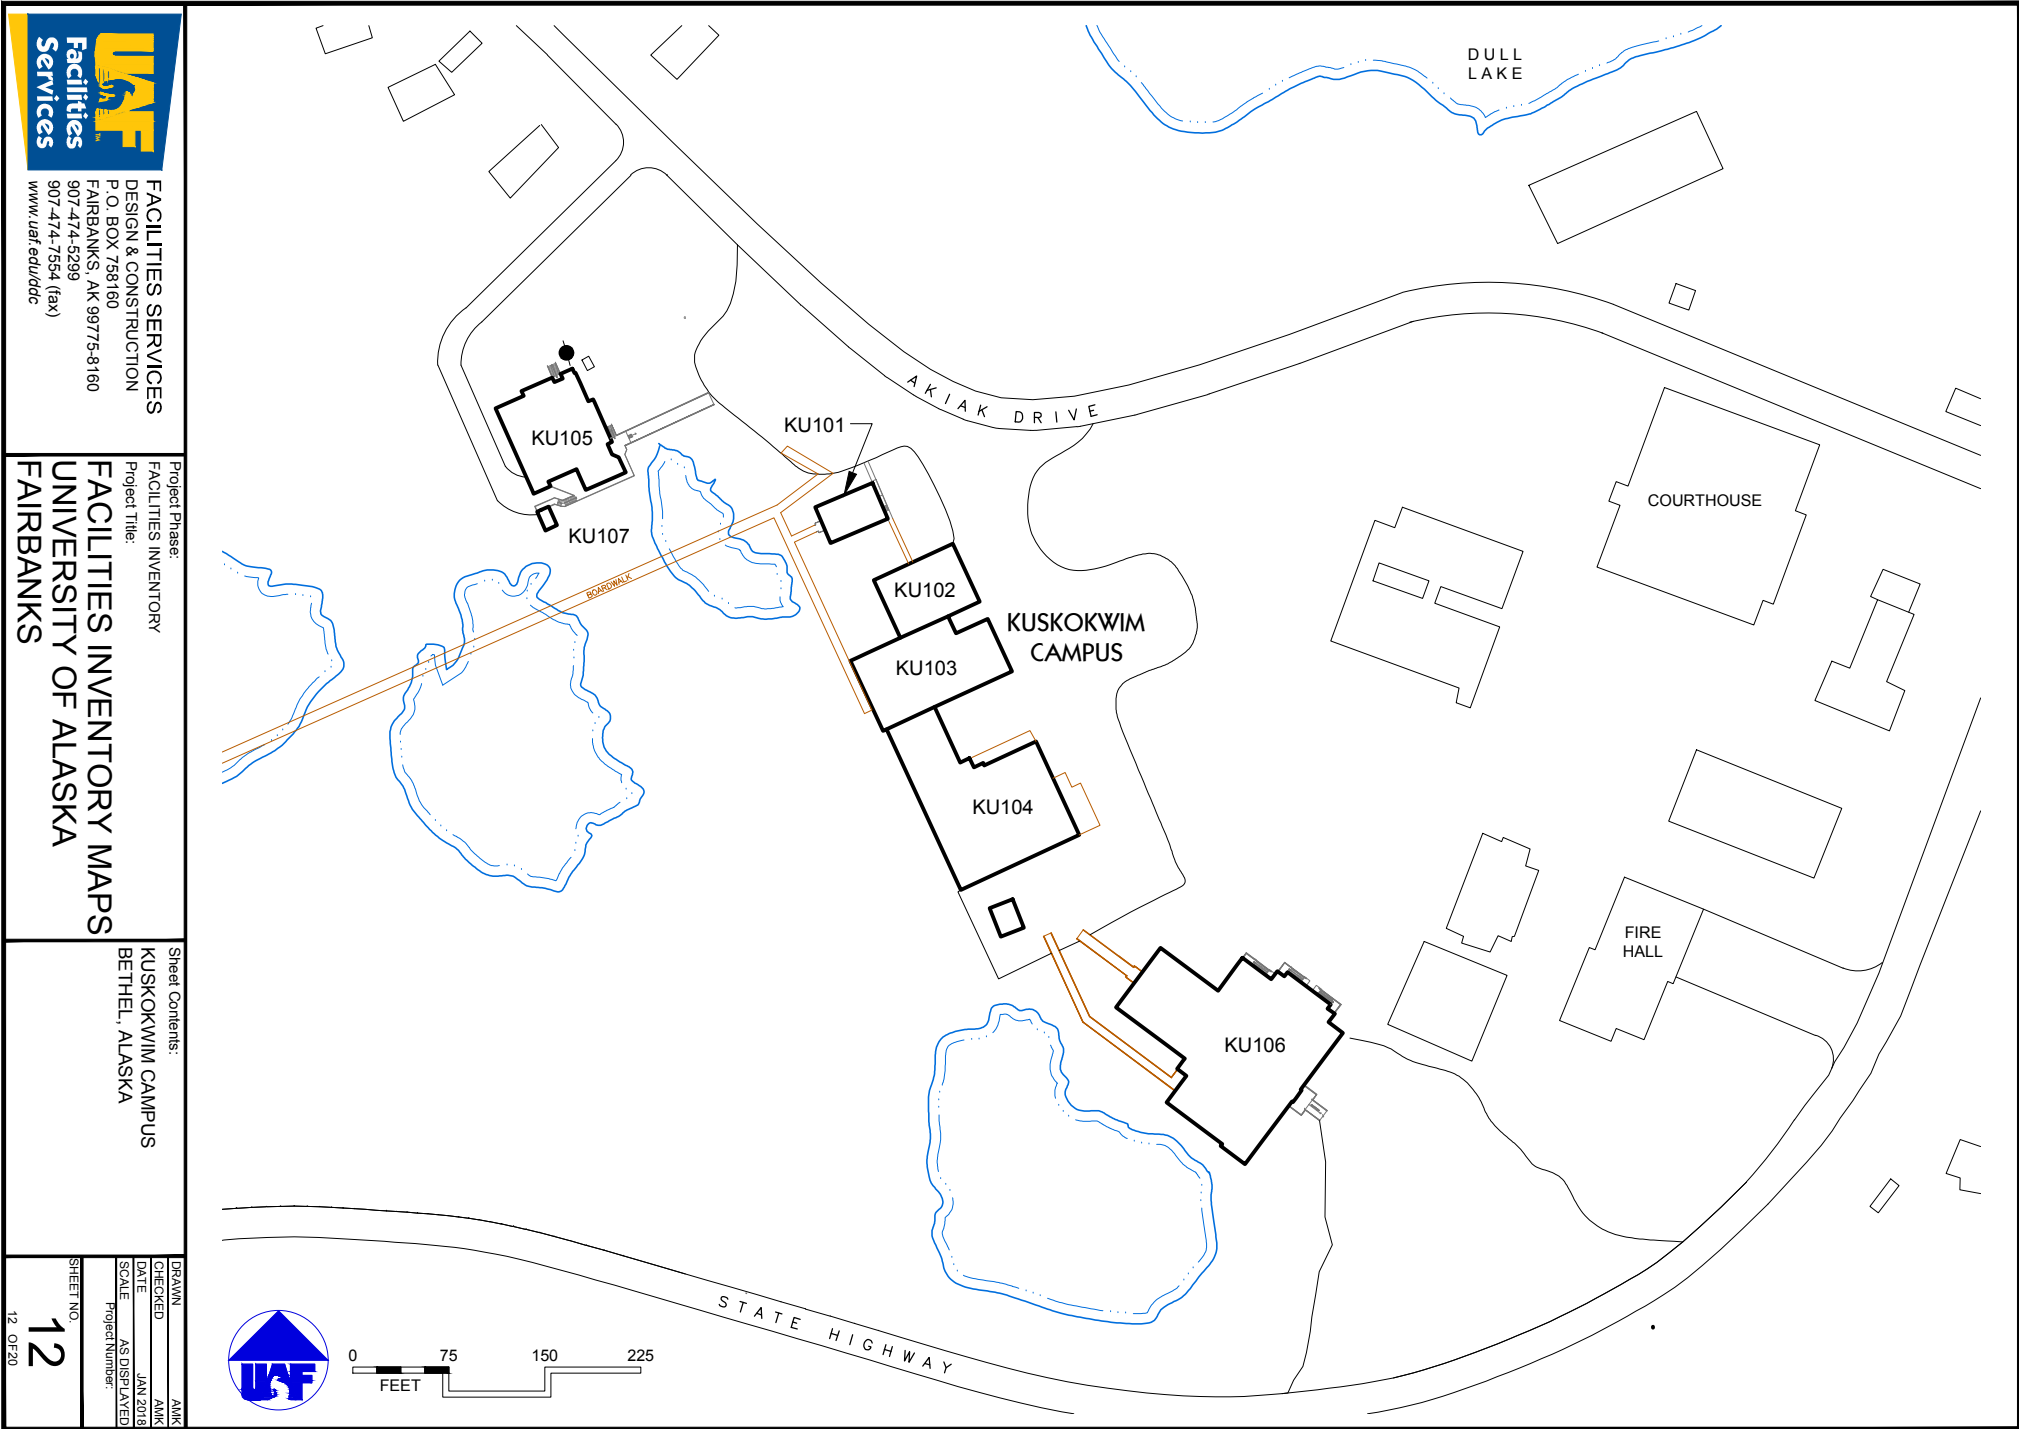 UAF
TM
Facilities
Services
FACILITIES SERVICES
DESIGN & CONSTRUCTION
P.O. BOX 758160
FAIRBANKS, AK 99775-8160
907-474-5299
907-474-7554 (fax)
www.uaf.edu/ddc
Project Phase:
FACILITIES INVENTORY
Project Title:
FACILITIES INVENTORY MAPS
UNIVERSITY OF ALASKA
FAIRBANKS
Sheet Contents:
KUSKOKWIM CAMPUS
BETHEL, ALASKA
DRAWN AMK
CHECKED AMK
DATE JAN 2018
SCALE AS DISPLAYED
Project Number:
SHEET NO.
12
12 OF20
DULL
LAKE
AKIAK DRIVE
KU101
KU105
COURTHOUSE
KU107
BOARDWALK
KU102
KUSKOKWIM
CAMPUS
KU103
KU104
FIRE
HALL
KU106
STATE HIGHWAY
UAF
0 75 150 225
FEET